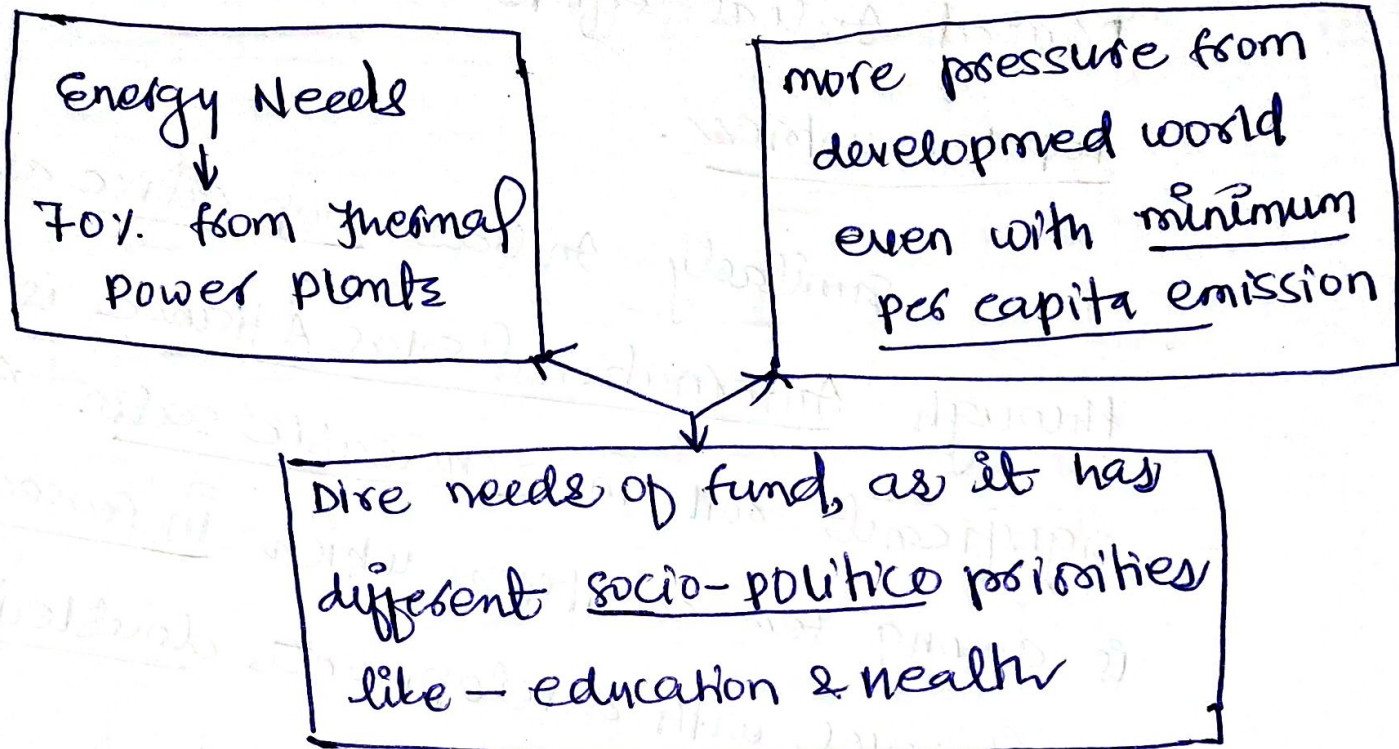 Energy Needs
↓
70%. from thermal
power plants
more pressure from
developmed world
even with minimum
per capita emission
Dire needs of fund, as it has
different socio-politico priorities
like – education & health